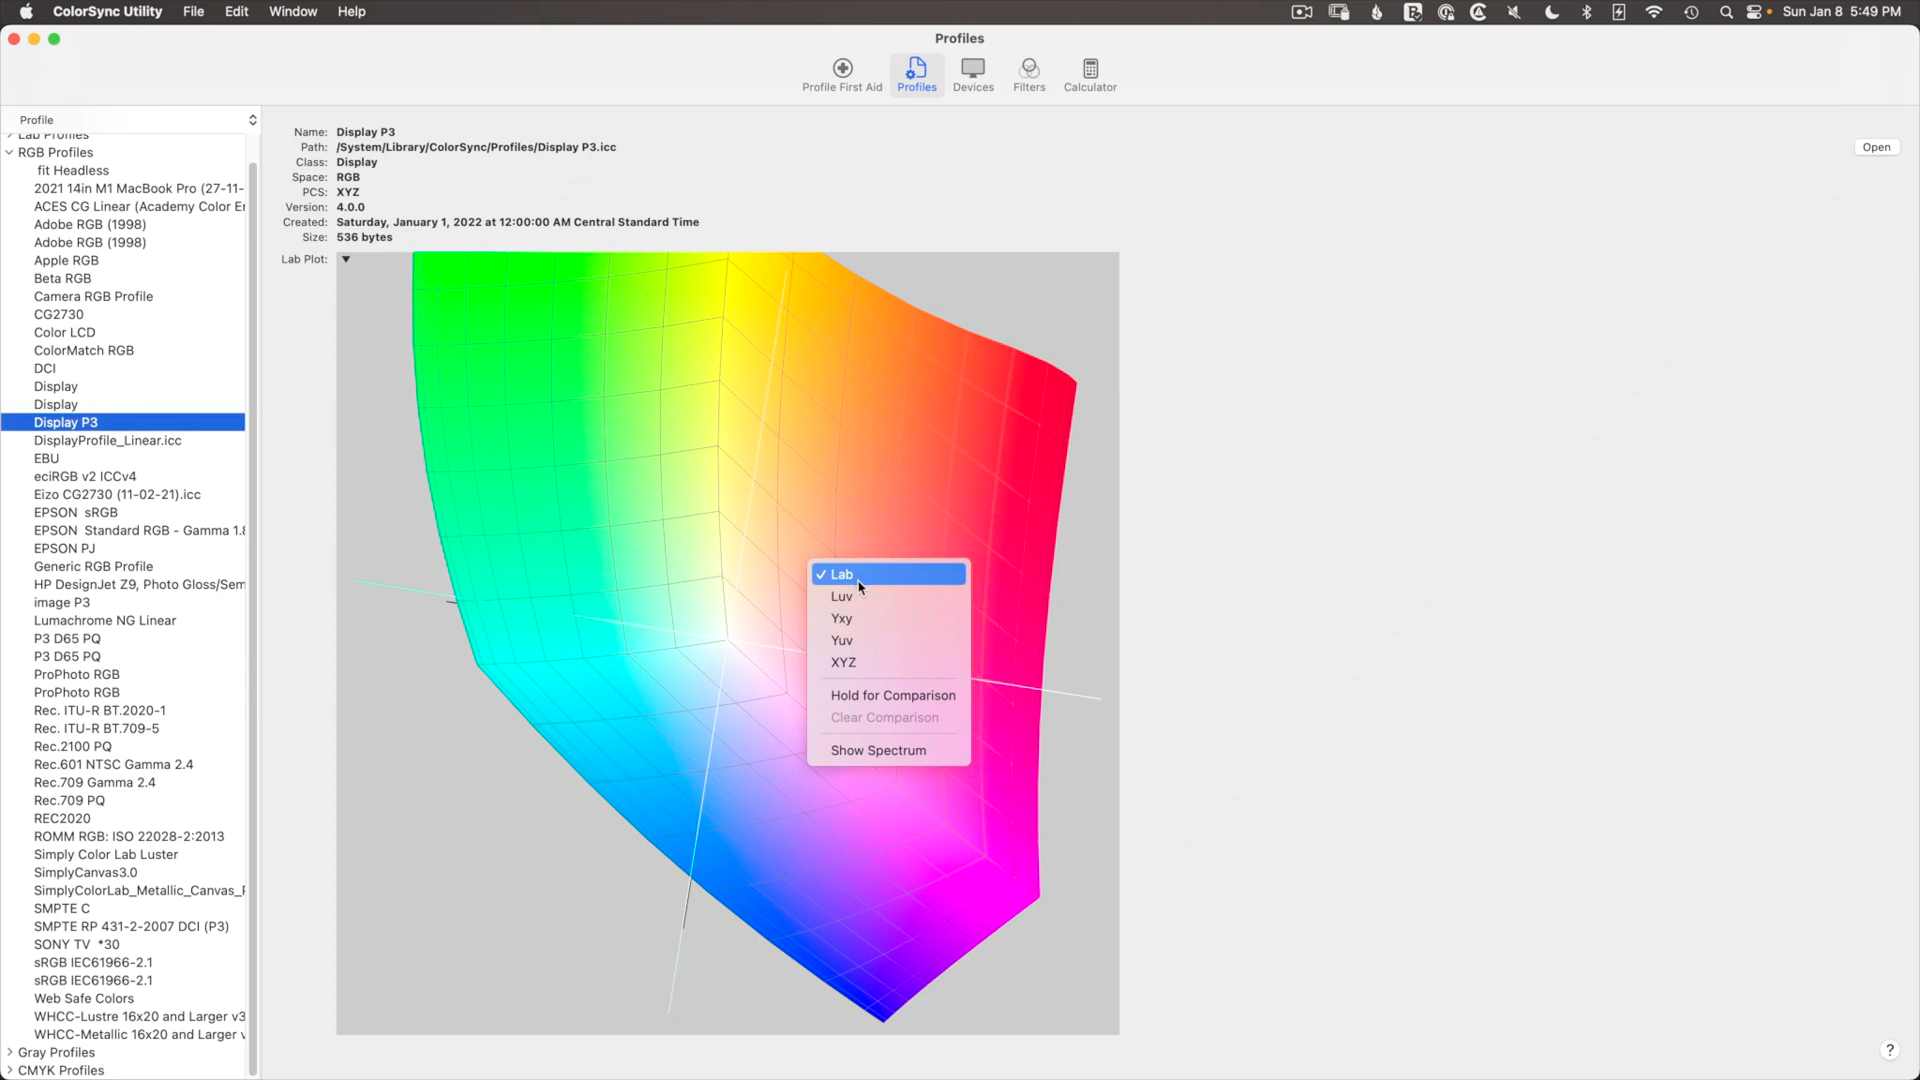 ColorSync Utility File Edit Window Help Sun Jan 8 5:49 PM
Profiles
Profile First Aid Profiles Devices Filters Calculator
Profile
Lab Profiles
RGB Profiles
fit Headless
2021 14in M1 MacBook Pro (27-11-
ACES CG Linear (Academy Color Er
Adobe RGB (1998)
Adobe RGB (1998)
Apple RGB
Beta RGB
Camera RGB Profile
CG2730
Color LCD
ColorMatch RGB
DCI
Display
Display
Display P3
DisplayProfile_Linear.icc
EBU
eciRGB v2 ICCv4
Eizo CG2730 (11-02-21).icc
EPSON sRGB
EPSON Standard RGB - Gamma 1.8
EPSON PJ
Generic RGB Profile
HP DesignJet Z9, Photo Gloss/Sem
image P3
Lumachrome NG Linear
P3 D65 PQ
P3 D65 PQ
ProPhoto RGB
ProPhoto RGB
Rec. ITU-R BT.2020-1
Rec. ITU-R BT.709-5
Rec.2100 PQ
Rec.601 NTSC Gamma 2.4
Rec.709 Gamma 2.4
Rec.709 PQ
REC2020
ROMM RGB: ISO 22028-2:2013
Simply Color Lab Luster
SimplyCanvas3.0
SimplyColorLab_Metallic_Canvas_F
SMPTE C
SMPTE RP 431-2-2007 DCI (P3)
SONY TV *30
sRGB IEC61966-2.1
sRGB IEC61966-2.1
Web Safe Colors
WHCC-Lustre 16x20 and Larger v3
WHCC-Metallic 16x20 and Larger v
Gray Profiles
CMYK Profiles
Name: Display P3
Path: /System/Library/ColorSync/Profiles/Display P3.icc
Class: Display
Space: RGB
PCS: XYZ
Version: 4.0.0
Created: Saturday, January 1, 2022 at 12:00:00 AM Central Standard Time
Size: 536 bytes
Lab Plot:
Open
Lab
Luv
Yxy
Yuv
XYZ
Hold for Comparison
Clear Comparison
Show Spectrum
?